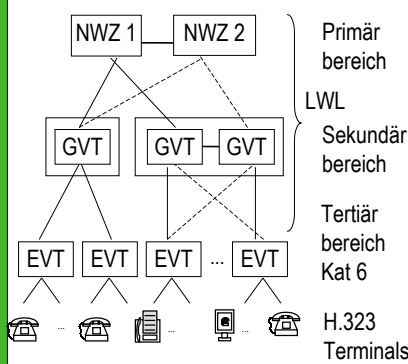 NWZ 1
NWZ 2
Primär
bereich
LWL
GVT
GVT
GVT
Sekundär
bereich
Tertiär
bereich
Kat 6
EVT
EVT
EVT
...
EVT
...
...
...
H.323
Terminals